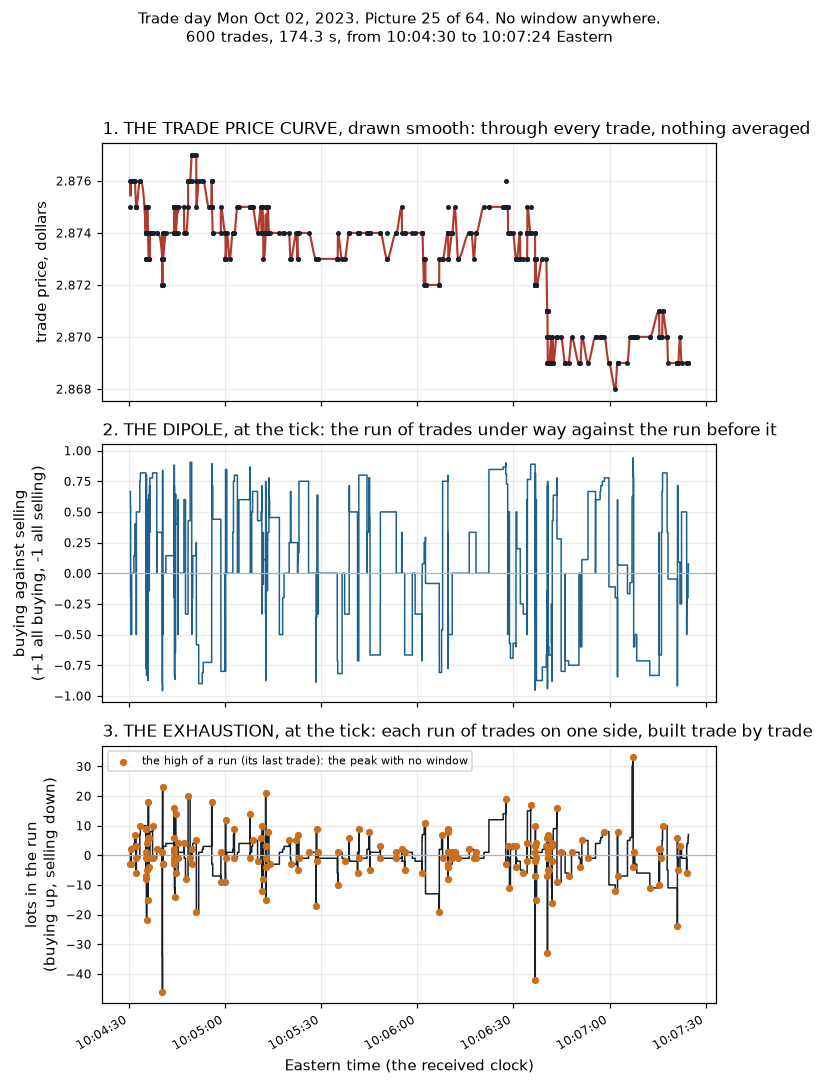 Trade day Mon Oct 02, 2023. Picture 25 of 64. No window anywhere.
600 trades, 174.3 s, from 10:04:30 to 10:07:24 Eastern
1. THE TRADE PRICE CURVE, drawn smooth: through every trade, nothing averaged
trade price, dollars
2.876
2.874
2.872
2.870
2.868
2. THE DIPOLE, at the tick: the run of trades under way against the run before it
buying against selling
(+1 all buying, -1 all selling)
1.00
0.75
0.50
0.25
0.00
−0.25
−0.50
−0.75
−1.00
3. THE EXHAUSTION, at the tick: each run of trades on one side, built trade by trade
the high of a run (its last trade): the peak with no window
lots in the run
(buying up, selling down)
30
20
10
0
−10
−20
−30
−40
10:04:30
10:05:00
10:05:30
10:06:00
10:06:30
10:07:00
10:07:30
Eastern time (the received clock)